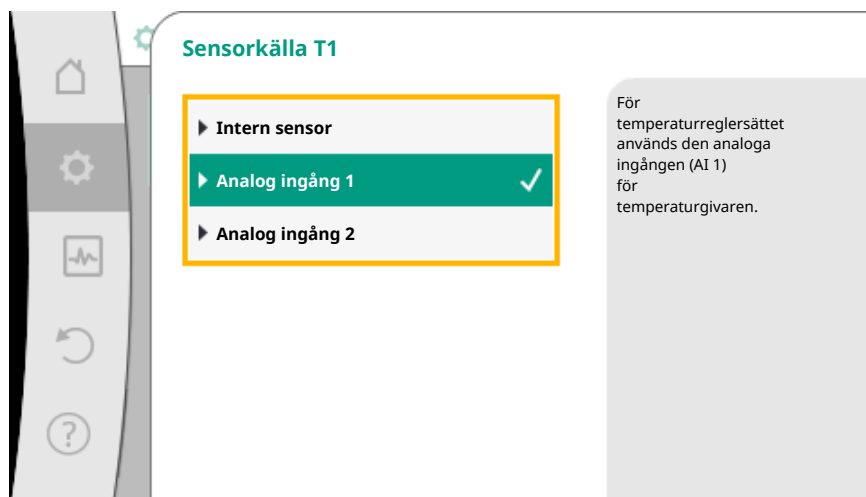 Sensorkälla T1
Intern sensor
Analog ingång 1
Analog ingång 2
För
temperaturreglersättet
används den analoga
ingången (AI 1)
för
temperaturgivaren.
?